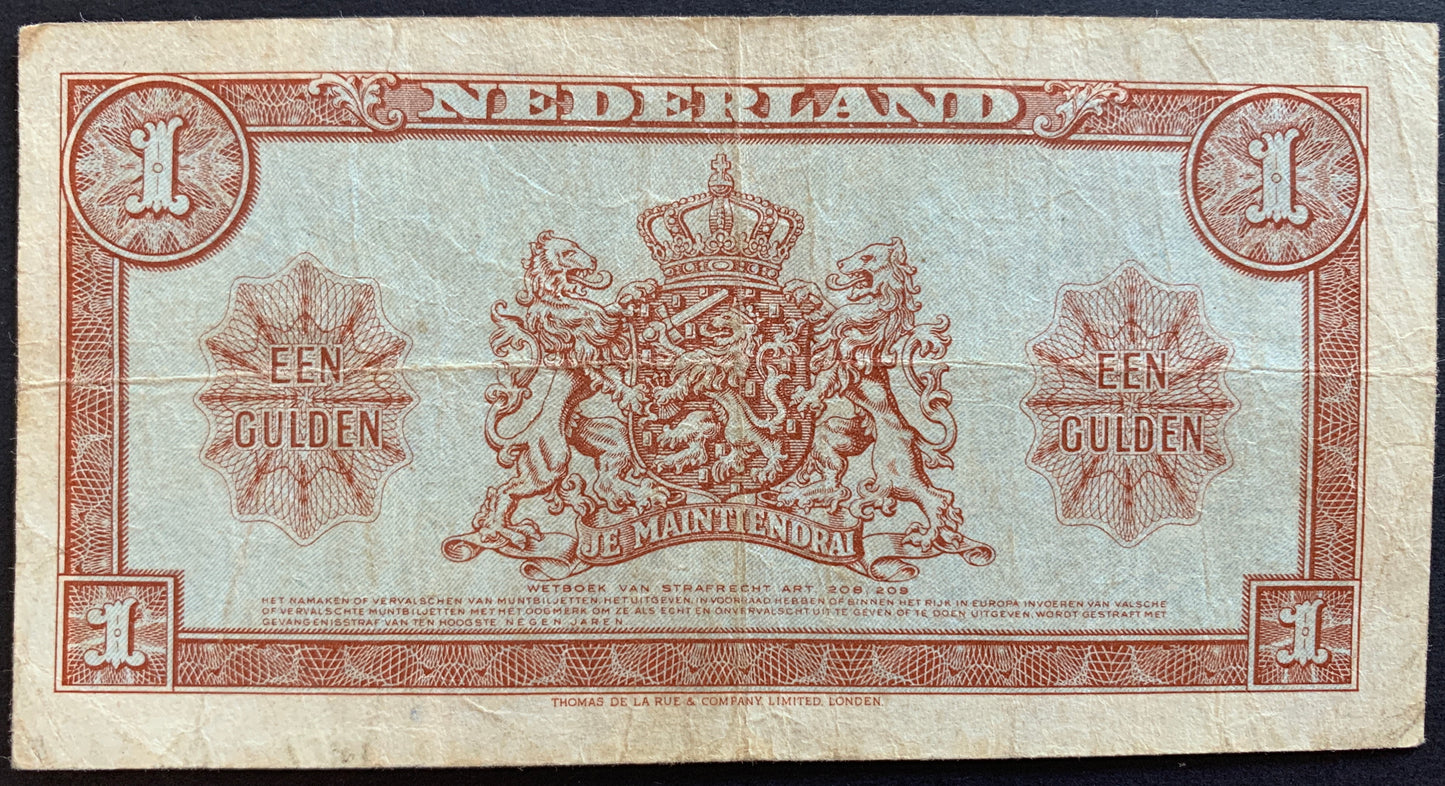 1 NEDERLAND 1
EEN
GULDEN
EEN
GULDEN
JE MAINTIENDRAI
WETBOEK VAN STRAFRECHT ART 208/209
HET NAMAKEN OF VERVALSCHEN VAN MUNTBILJETTEN, HET UITGEVEN, IN VOORRAAD HEBBEN OF BINNEN HET RIJK IN EUROPA INVOEREN VAN VALSCHE
OF VERVALSCHTE MUNTBILJETTEN MET HET OOGMERK OM ZE ALS ECHT EN ONVERVALSCHT UIT TE GEVEN, OF TE DOEN UITGEVEN, WORDT GESTRAFT MET
GEVANGENISSTRAF VAN TEN HOOGSTE NEGEN JAREN.
1 1
THOMAS DE LA RUE & COMPANY, LIMITED, LONDEN.